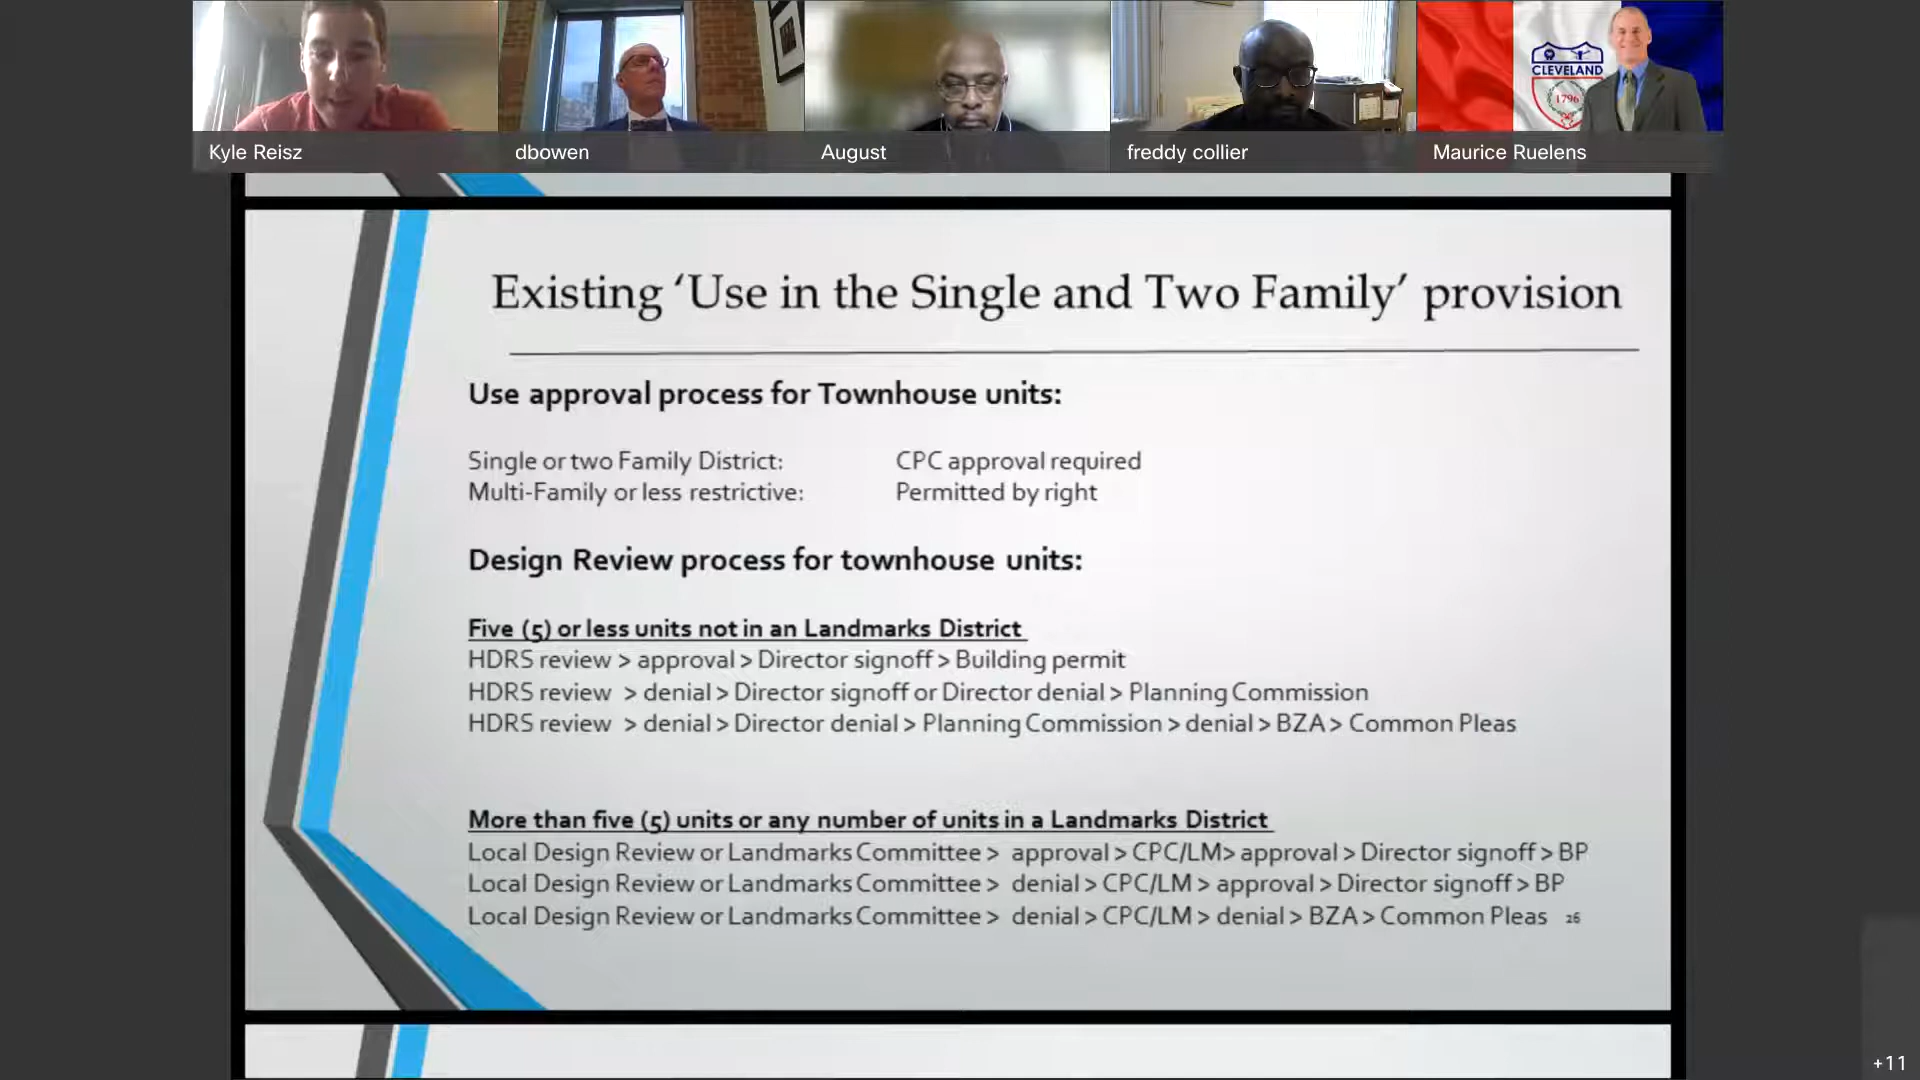 Kyle Reisz
dbowen
August
freddy collier
Maurice Ruelens
CLEVELAND
1796
Existing ‘Use in the Single and Two Family’ provision
Use approval process for Townhouse units:
Single or two Family District: CPC approval required
Multi-Family or less restrictive: Permitted by right
Design Review process for townhouse units:
Five (5) or less units not in an Landmarks District
HDRS review > approval > Director signoff > Building permit
HDRS review > denial > Director signoff or Director denial > Planning Commission
HDRS review > denial > Director denial > Planning Commission > denial > BZA > Common Pleas
More than five (5) units or any number of units in a Landmarks District
Local Design Review or Landmarks Committee > approval > CPC/LM> approval > Director signoff > BP
Local Design Review or Landmarks Committee > denial > CPC/LM > approval > Director signoff > BP
Local Design Review or Landmarks Committee > denial > CPC/LM > denial > BZA > Common Pleas 26
+11